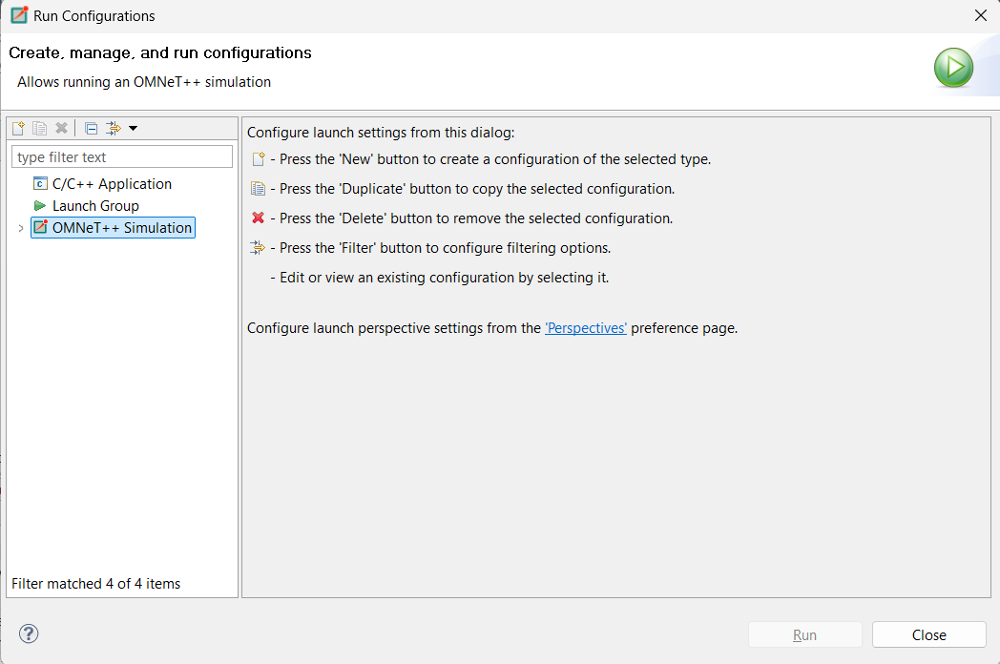 Run Configurations
Create, manage, and run configurations
Allows running an OMNeT++ simulation
type filter text
C/C++ Application
Launch Group
OMNeT++ Simulation
Filter matched 4 of 4 items
Configure launch settings from this dialog:
- Press the 'New' button to create a configuration of the selected type.
- Press the 'Duplicate' button to copy the selected configuration.
- Press the 'Delete' button to remove the selected configuration.
- Press the 'Filter' button to configure filtering options.
- Edit or view an existing configuration by selecting it.
Configure launch perspective settings from the 'Perspectives' preference page.
Run
Close